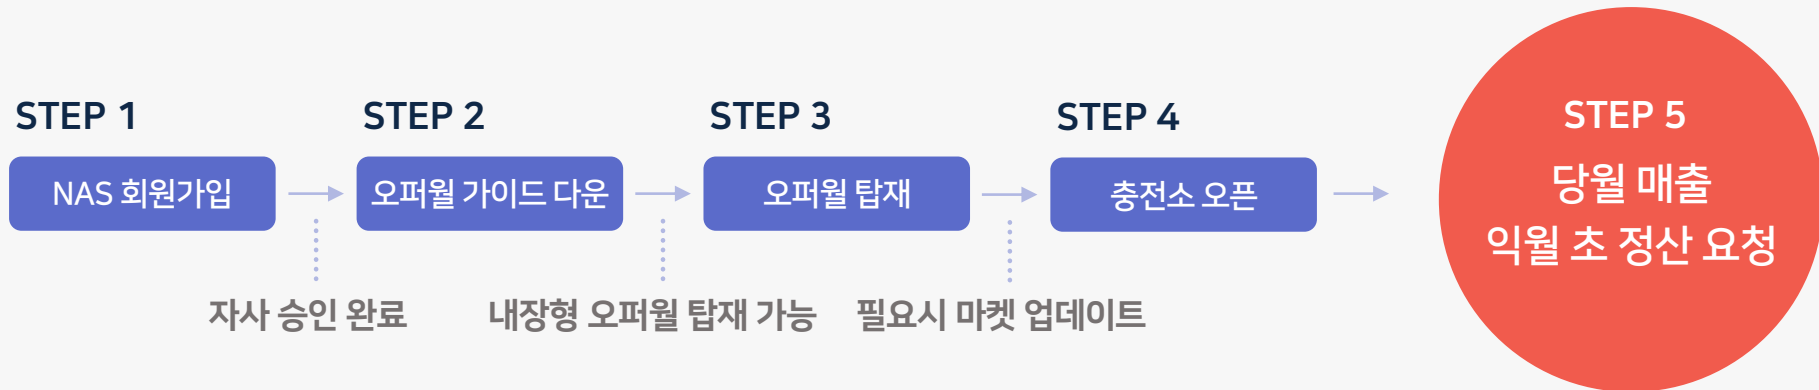 STEP 1
NAS 회원가입
자사 승인 완료
STEP 2
오퍼월 가이드 다운
내장형 오퍼월 탑재 가능
STEP 3
오퍼월 탑재
필요시 마켓 업데이트
STEP 4
충전소 오픈
STEP 5
당월 매출
익월 초 정산 요청